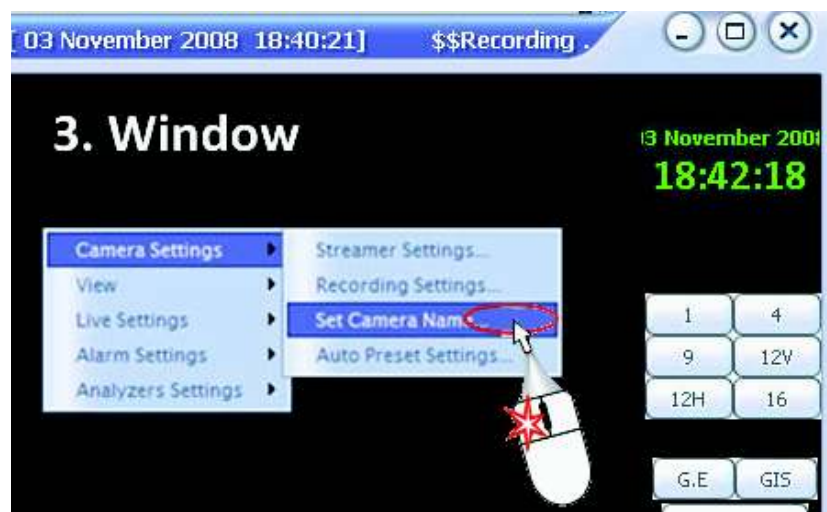 [ 03 November 2008 18:40:21] $$Recording .
3. Window
03 November 2008
18:42:18
Camera Settings
View
Live Settings
Alarm Settings
Analyzers Settings
Streamer Settings...
Recording Settings...
Set Camera Name...
Auto Preset Settings...
1 4
9 12V
12H 16
G.E GIS